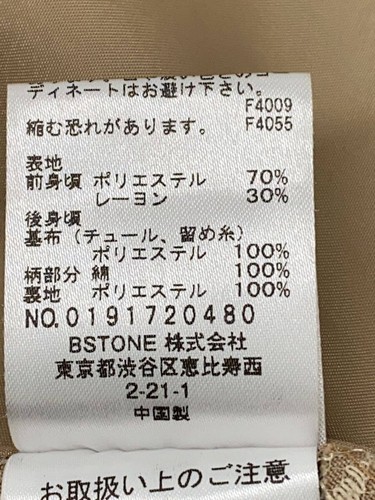 ディネートはお避け下さい。
F4009
縮む恐れがあります。 F4055
表地
前身頃 ポリエステル 70%
レーヨン 30%
後身頃
基布(チュール、留め糸)
ポリエステル 100%
柄部分 綿 100%
裏地 ポリエステル 100%
NO.0191720480
BSTONE 株式会社
東京都渋谷区恵比寿西
2-21-1
中国製
お取扱い上のご注意